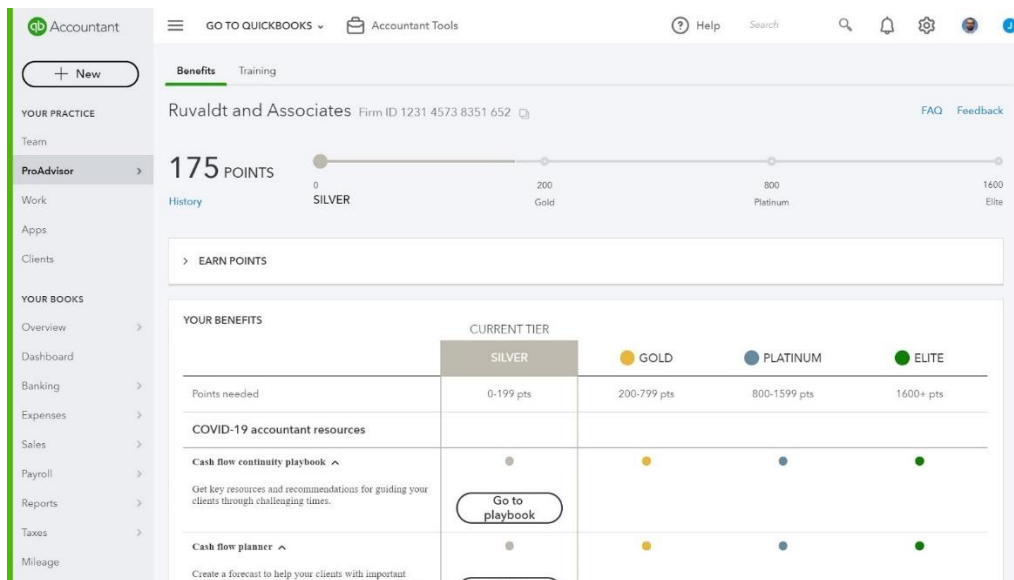 qb Accountant
GO TO QUICKBOOKS
Accountant Tools
Help
Search
J
+ New
Benefits
Training
YOUR PRACTICE
Team
ProAdvisor
Work
Apps
Clients
YOUR BOOKS
Overview
Dashboard
Banking
Expenses
Sales
Payroll
Reports
Taxes
Mileage
Ruvaldt and Associates Firm ID 1231 4573 8351 652
FAQ Feedback
175 POINTS
History
0
SILVER
200
Gold
800
Platinum
1600
Elite
EARN POINTS
YOUR BENEFITS
CURRENT TIER
SILVER
GOLD
PLATINUM
ELITE
Points needed
0-199 pts
200-799 pts
800-1599 pts
1600+ pts
COVID-19 accountant resources
Cash flow continuity playbook
Get key resources and recommendations for guiding your
clients through challenging times.
Go to
playbook
Cash flow planner
Create a forecast to help your clients with important